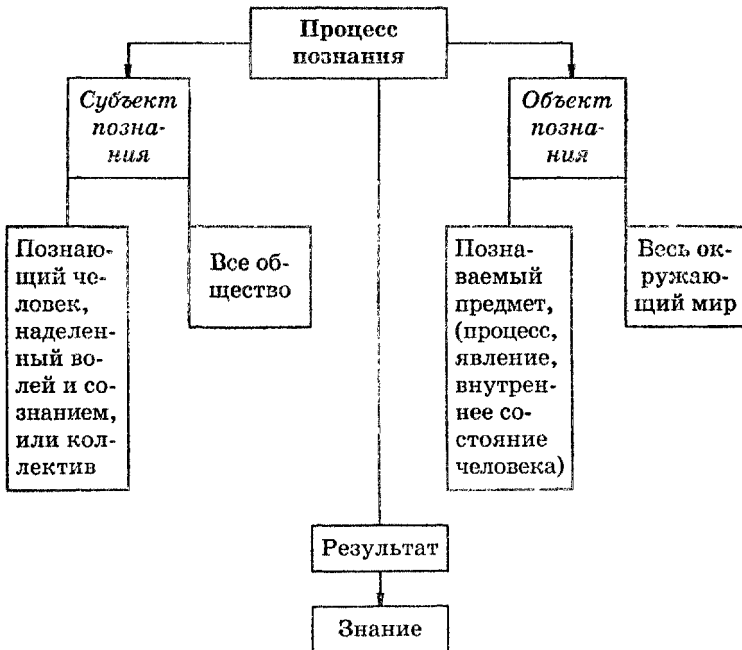 Процесс
познания
Субъект
позна-
ния
Объект
позна-
ния
Познаю-
щий че-
ловек,
наделен-
ный во-
лей и со-
знанием,
или кол-
лектив
Все об-
щество
Позна-
ваемый
предмет,
(процесс,
явление,
внутрен-
нее со-
стояние
человека)
Весь ок-
ружаю-
щий мир
Результат
Знание